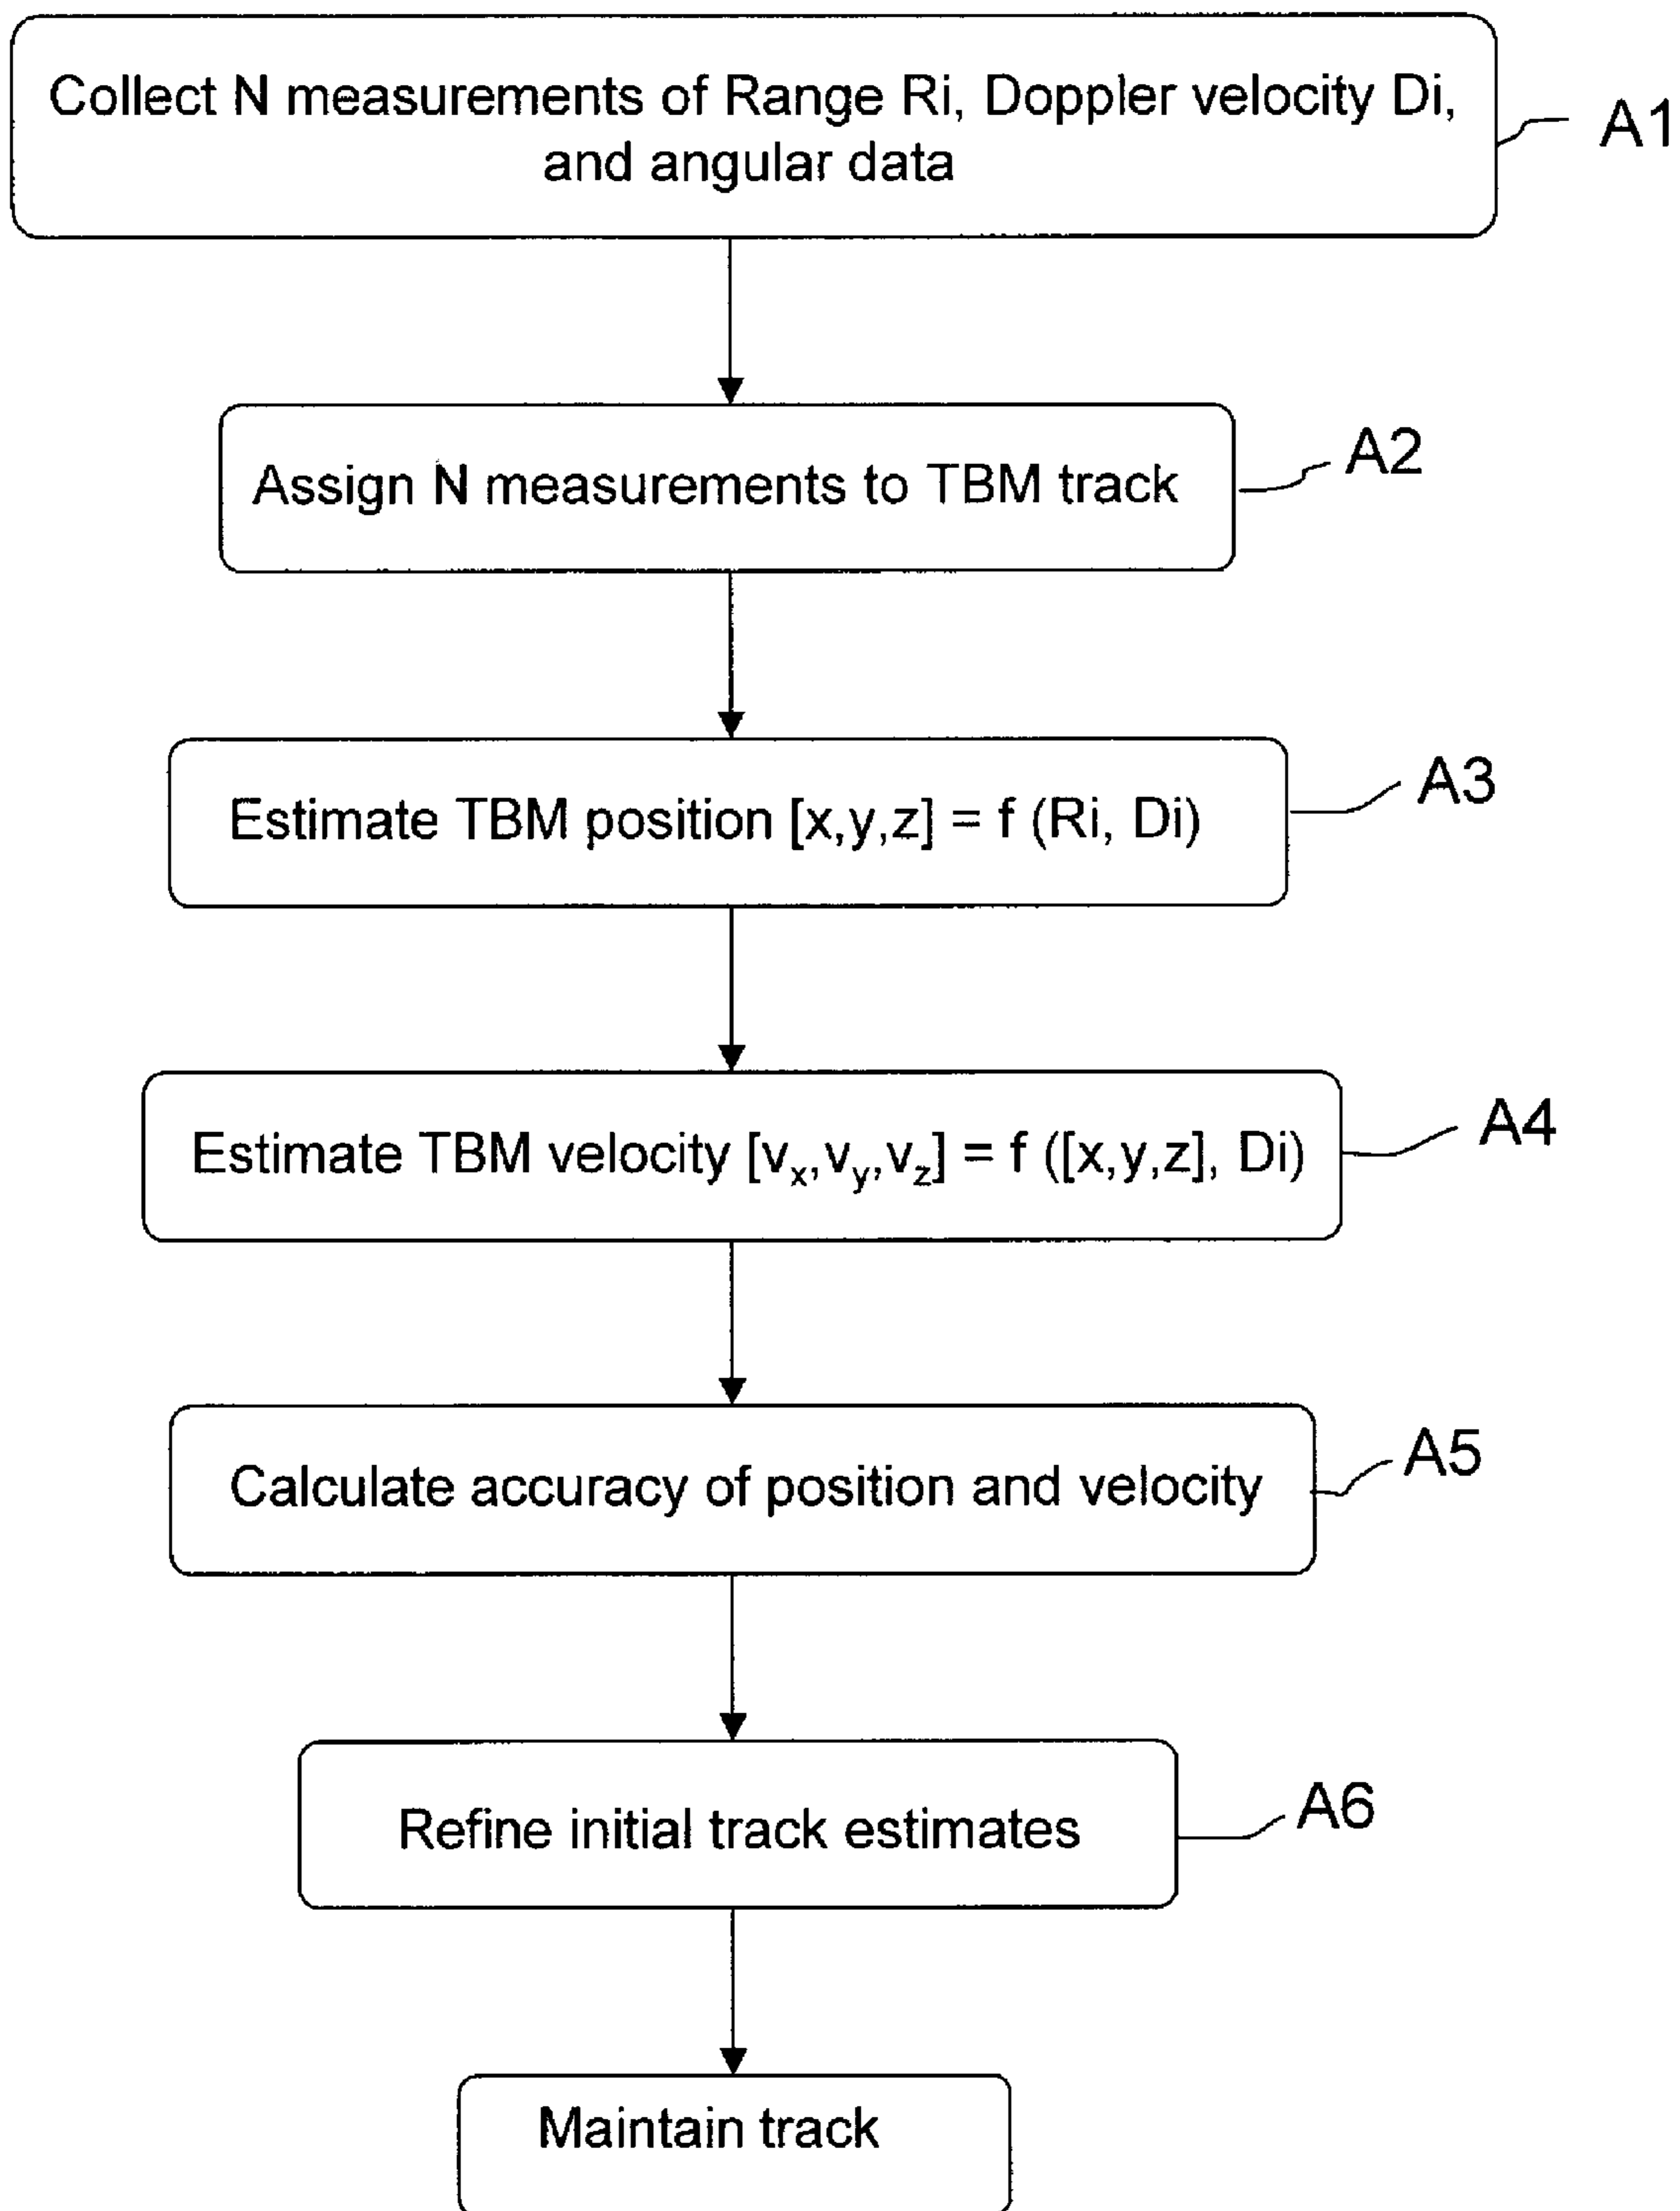 Collect N measurements of Range Ri, Doppler velocity Di,
and angular data
A1
Assign N measurements to TBM track
A2
Estimate TBM position [x,y,z] = f (Ri, Di)
A3
Estimate TBM velocity [vx,vy,vz] = f ([x,y,z], Di)
A4
Calculate accuracy of position and velocity
A5
Refine initial track estimates
A6
Maintain track